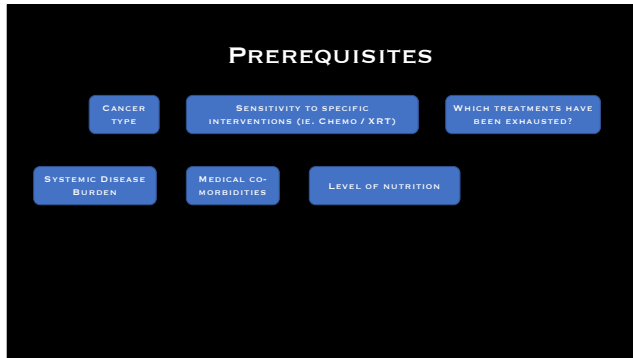 Prerequisites
Cancer
type
Sensitivity to specific
interventions (ie. Chemo / XRT)
Which treatments have
been exhausted?
Systemic Disease
Burden
Medical co-
morbidities
Level of nutrition